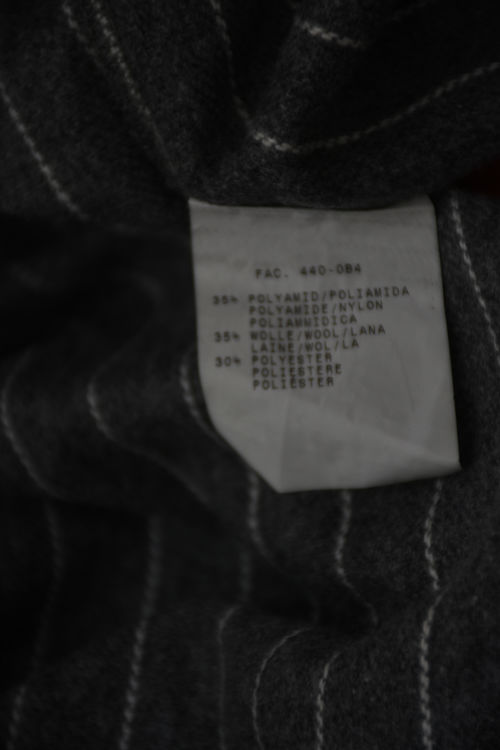 FAC. 440-084
35% POLYAMID/POLIAMIDA
POLYAMIDE/NYLON
POLIAMMIDICA
35% WOLLE/WOOL/LANA
LAINE/WOL/LA
30% POLYESTER
POLIESTERE
POLIÉSTER